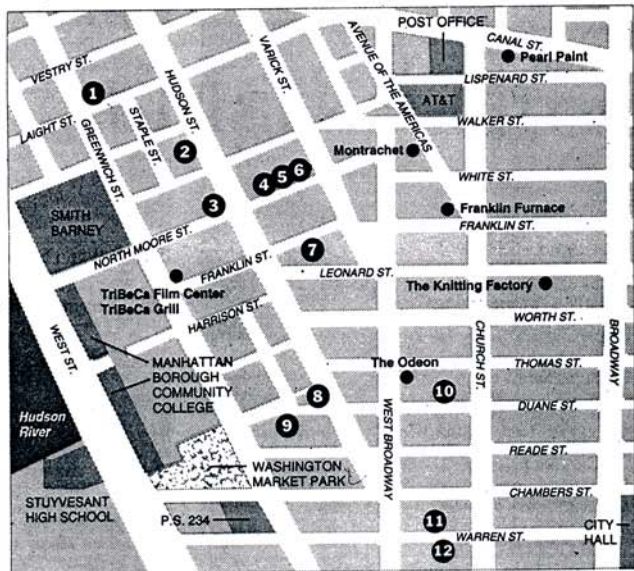 POST OFFICE
CANAL ST.
Pearl Paint
VESTRY ST.
HUDSON ST.
VARICK ST.
AVENUE OF THE AMERICAS
LISPENARD ST.
AT&T
WALKER ST.
1
LAIGHT ST.
GREENWICH ST.
STAPLE ST.
2
Montrachet
WHITE ST.
4
5
6
3
SMITH
BARNEY
Franklin Furnace
FRANKLIN ST.
NORTH MOORE ST.
FRANKLIN ST.
7
LEONARD ST.
TriBeCa Film Center
TriBeCa Grill
The Knitting Factory
HARRISON ST.
WORTH ST.
WEST ST.
CHURCH ST.
BROADWAY
MANHATTAN
BOROUGH
COMMUNITY
COLLEGE
The Odeon
THOMAS ST.
8
10
DUANE ST.
Hudson
River
9
WEST BROADWAY
READE ST.
WASHINGTON
MARKET PARK
STUYVESANT
HIGH SCHOOL
CHAMBERS ST.
P.S. 234
11
WARREN ST.
CITY
HALL
12